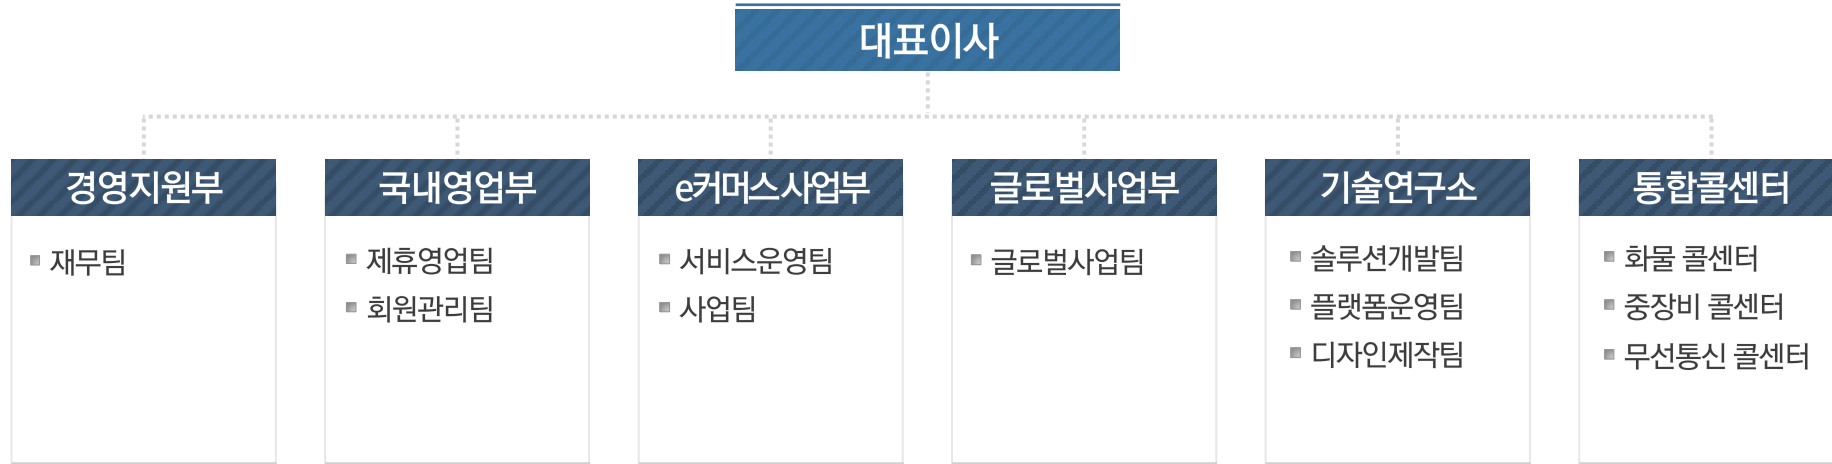 대표이사
경영지원부
재무팀
국내영업부
제휴영업팀
회원관리팀
e커머스사업부
서비스운영팀
사업팀
글로벌사업부
글로벌사업팀
기술연구소
솔루션개발팀
플랫폼운영팀
디자인제작팀
통합콜센터
화물 콜센터
중장비 콜센터
무선통신 콜센터